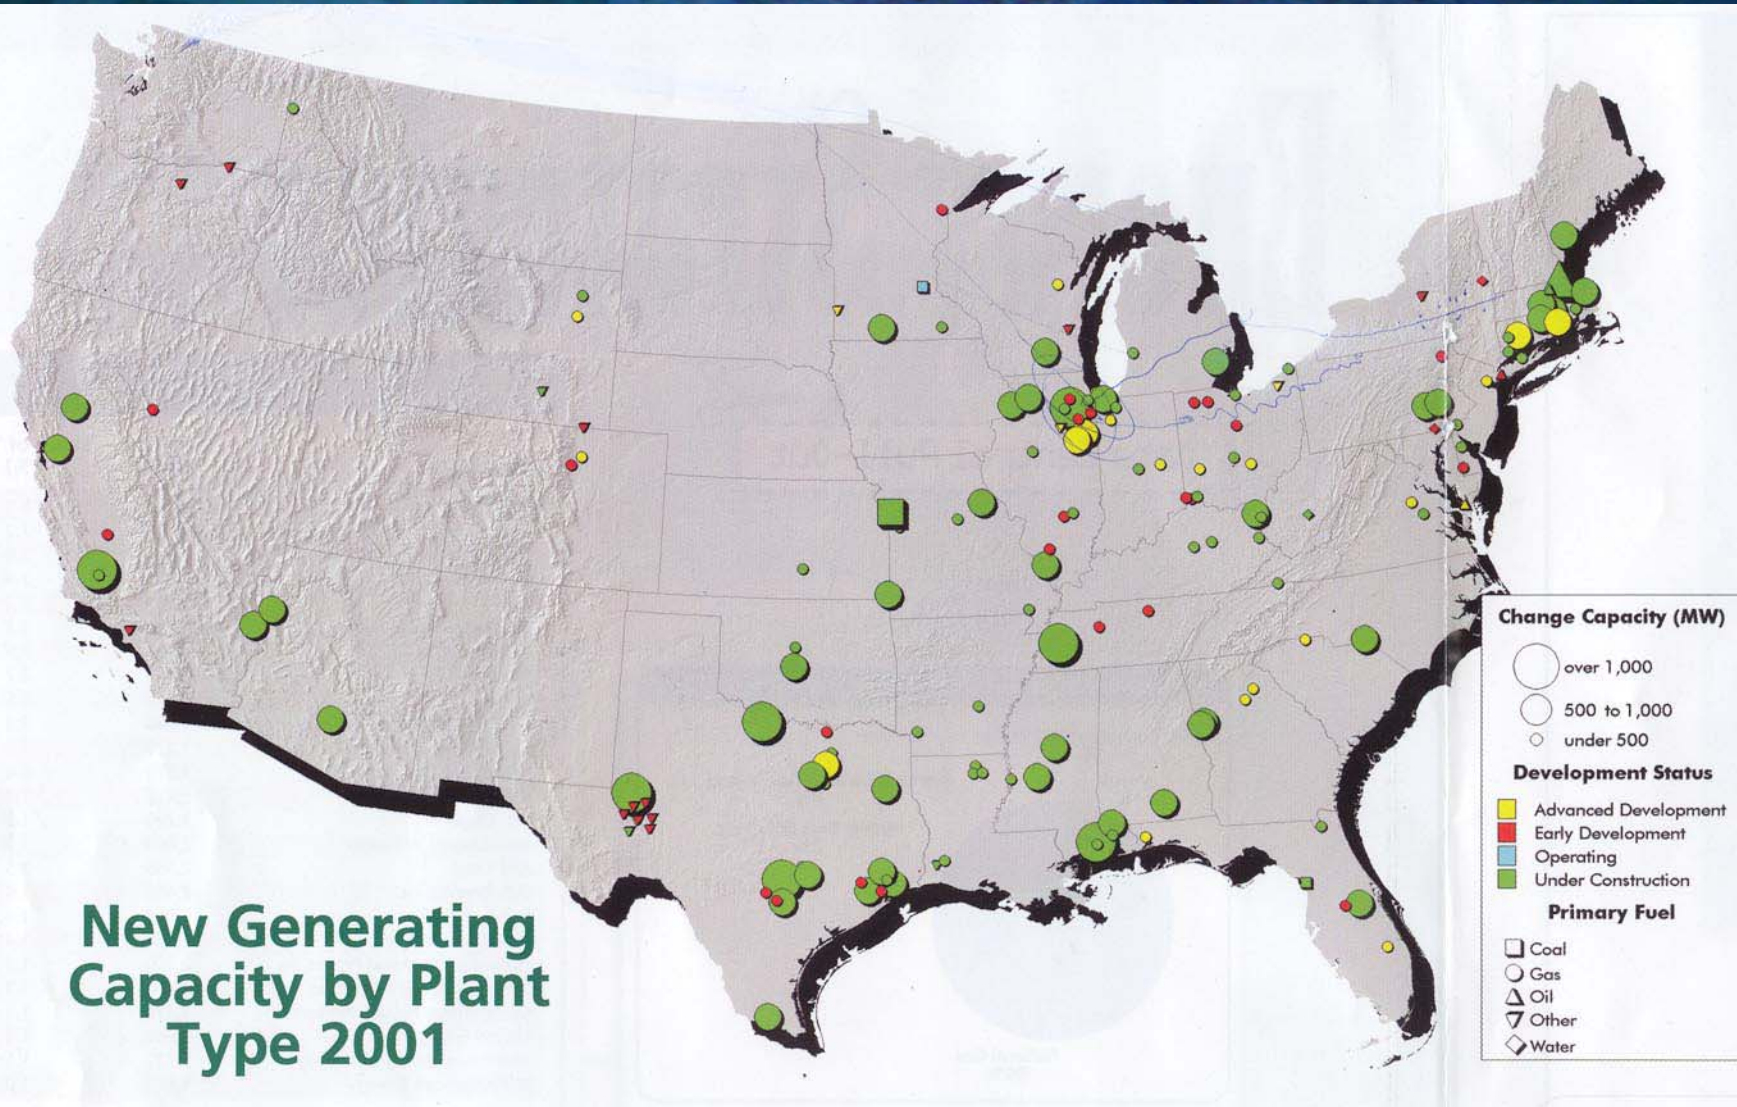 New Generating
Capacity by Plant
Type 2001
Change Capacity (MW)
over 1,000
500 to 1,000
under 500
Development Status
Advanced Development
Early Development
Operating
Under Construction
Primary Fuel
Coal
Gas
Oil
Other
Water